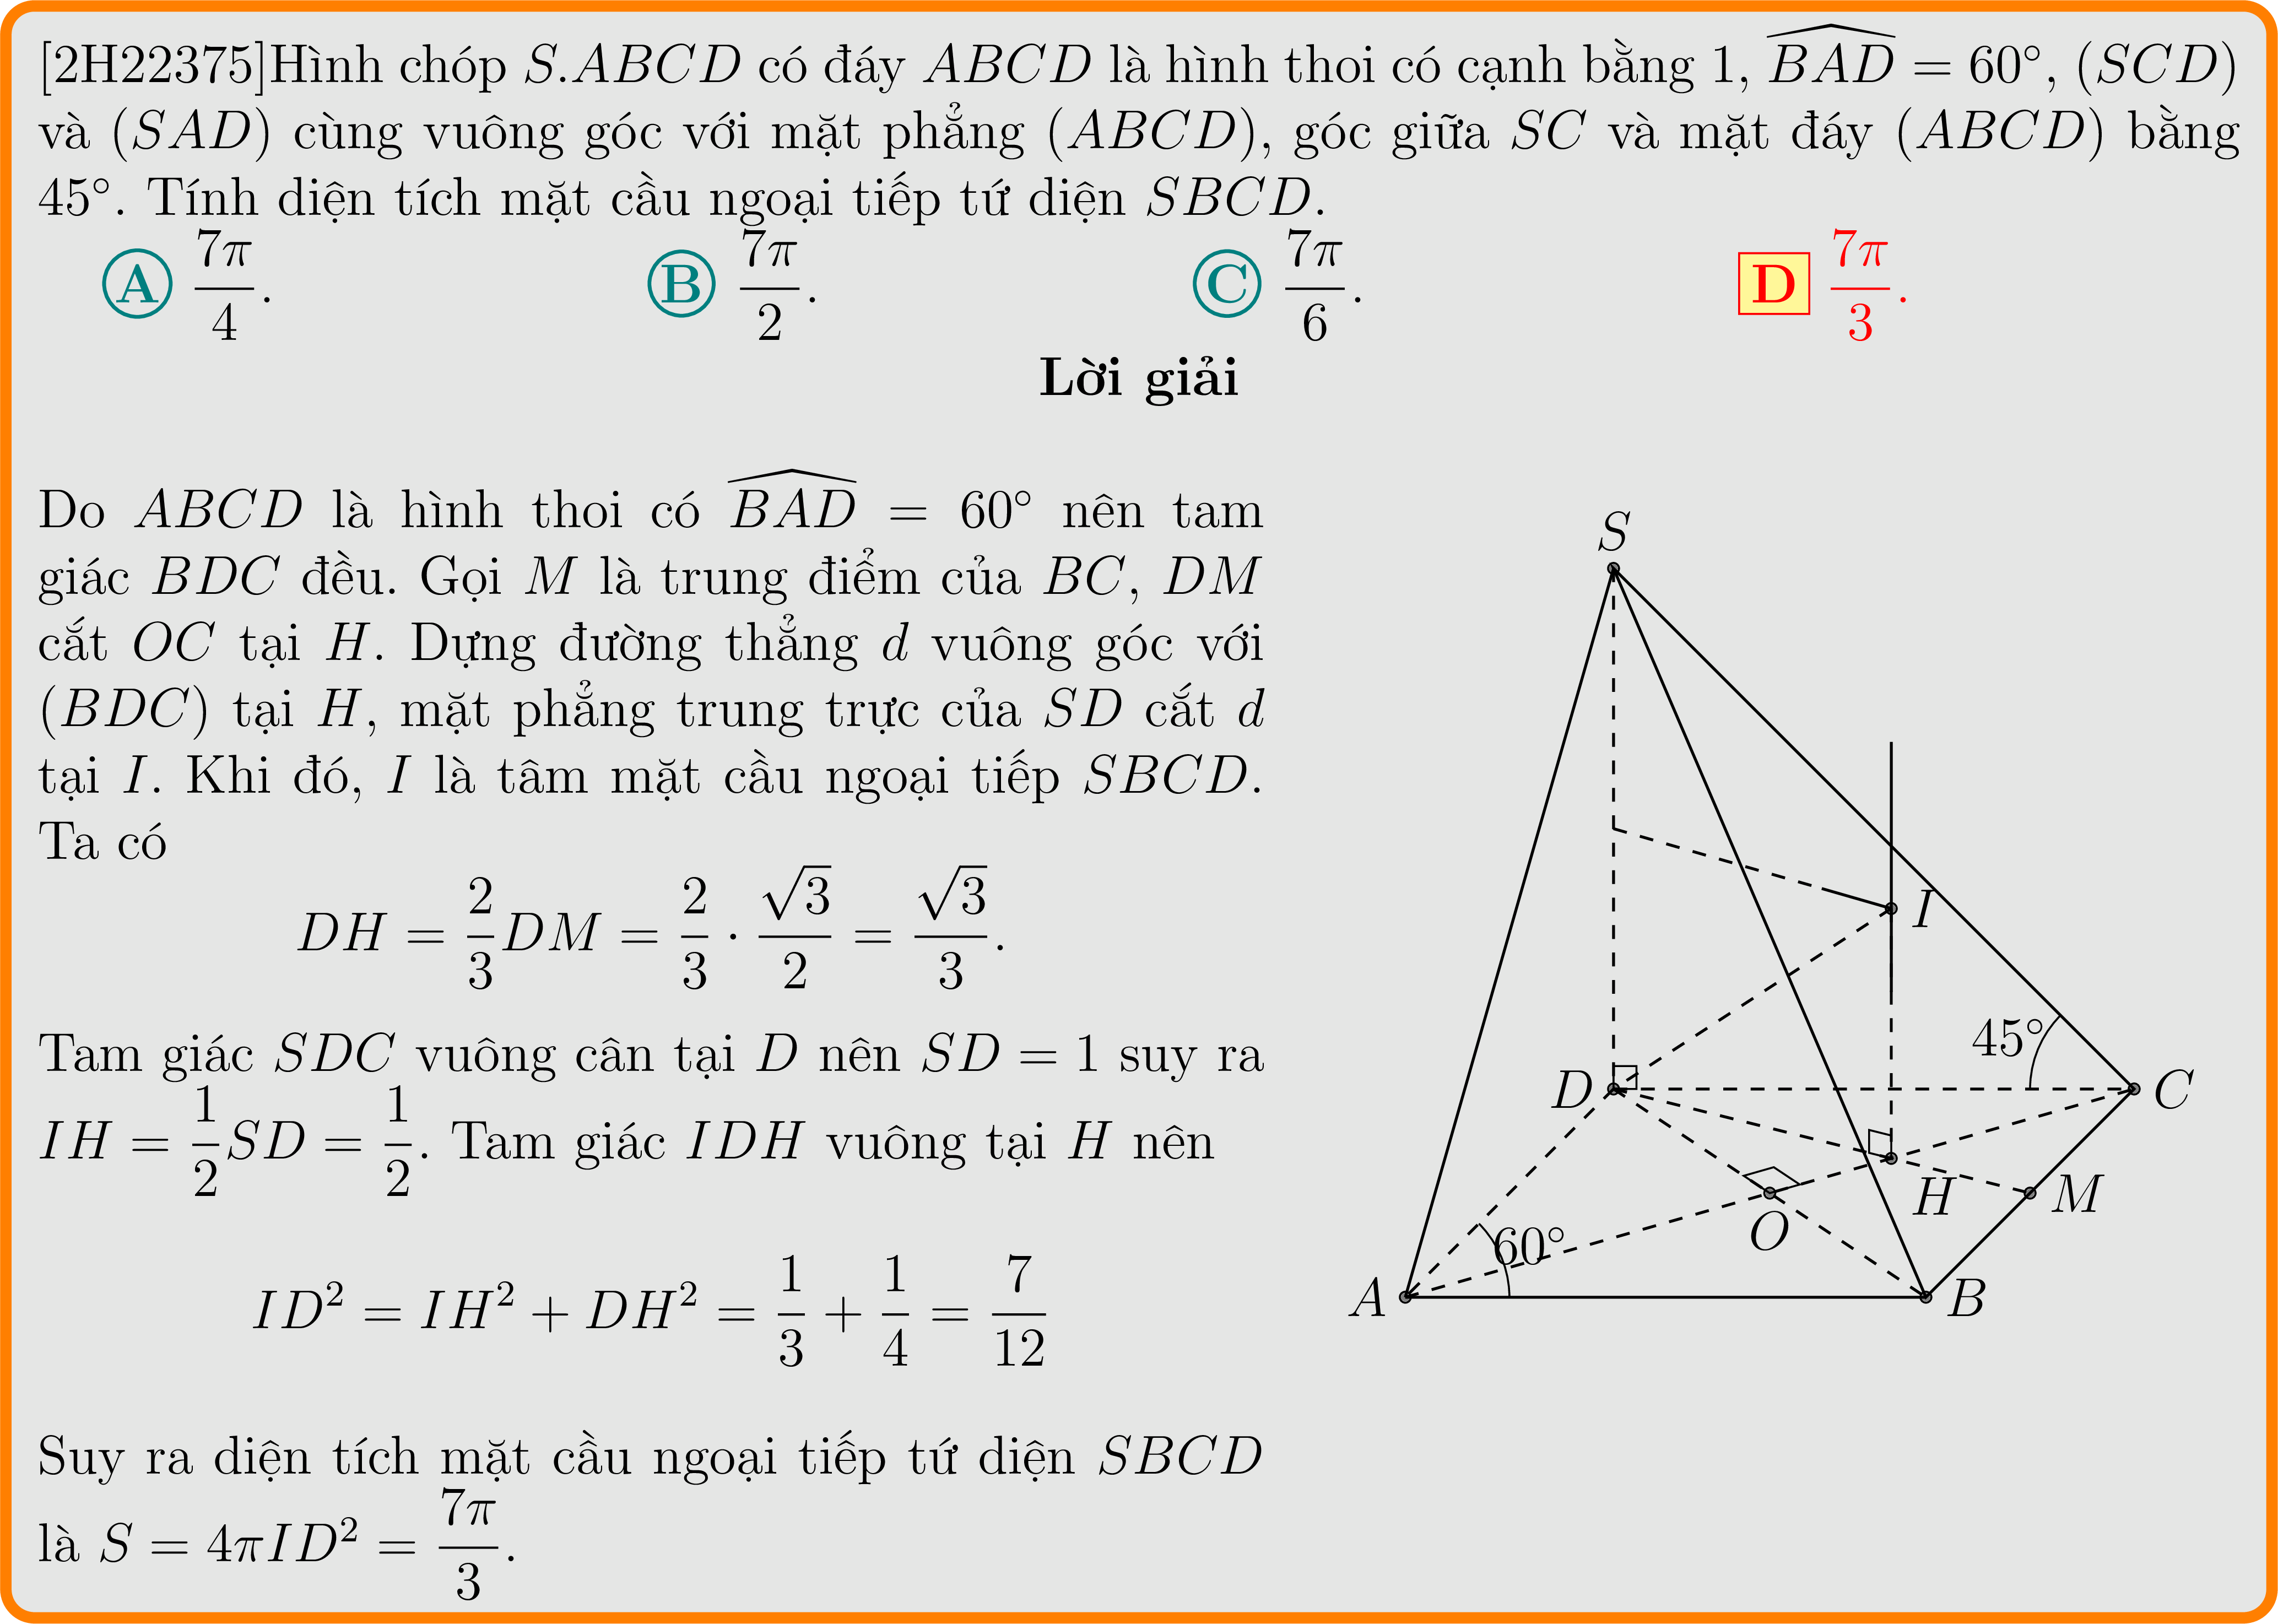 [2H22375]Hình chóp S.ABCD có đáy ABCD là hình thoi có cạnh bằng 1, $\widehat{BAD}$ = 60°, (SCD)
và (SAD) cùng vuông góc với mặt phẳng (ABCD), góc giữa SC và mặt đáy (ABCD) bằng
45°. Tính diện tích mặt cầu ngoại tiếp tứ diện SBCD.
A $\frac{7\pi}{4}$. B $\frac{7\pi}{2}$. C $\frac{7\pi}{6}$. D $\frac{7\pi}{3}$.
Lời giải
Do ABCD là hình thoi có $\widehat{BAD}$ = 60° nên tam
giác BDC đều. Gọi M là trung điểm của BC, DM
cắt OC tại H. Dựng đường thẳng d vuông góc với
(BDC) tại H, mặt phẳng trung trực của SD cắt d
tại I. Khi đó, I là tâm mặt cầu ngoại tiếp SBCD.
Ta có
$DH = \frac{2}{3}DM = \frac{2}{3} \cdot \frac{\sqrt{3}}{2} = \frac{\sqrt{3}}{3}.$
Tam giác SDC vuông cân tại D nên SD = 1 suy ra
$IH = \frac{1}{2}SD = \frac{1}{2}$. Tam giác IDH vuông tại H nên
$ID^2 = IH^2 + DH^2 = \frac{1}{3} + \frac{1}{4} = \frac{7}{12}$
Suy ra diện tích mặt cầu ngoại tiếp tứ diện SBCD
là $S = 4\pi ID^2 = \frac{7\pi}{3}$.
S
I
45°
D
C
H
M
O
60°
A
B